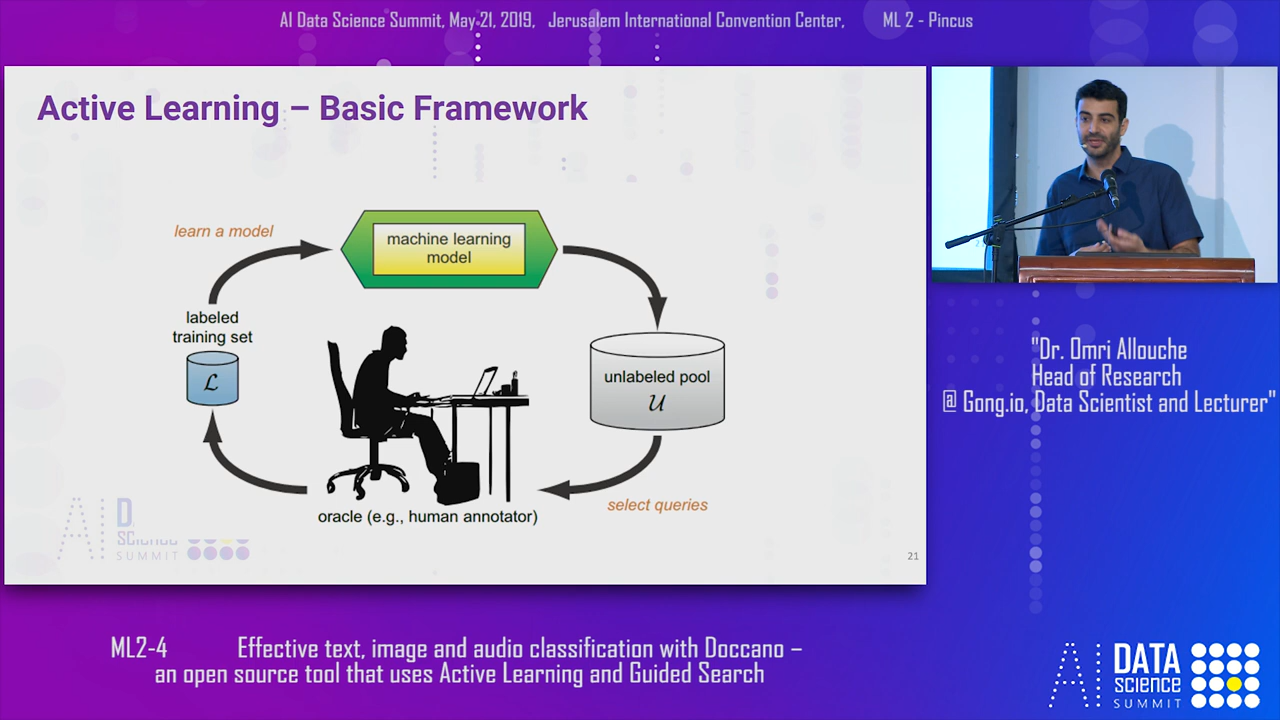 AI Data Science Summit, May 21, 2019, Jerusalem International Convention Center, ML 2 - Pincus
Active Learning – Basic Framework
learn a model
machine learning
model
labeled
training set
ℒ
unlabeled pool
𝒰
select queries
oracle (e.g., human annotator)
AI D
SCIENCE
SUMMIT
21
"Dr. Omri Allouche
Head of Research
@ Gong.io, Data Scientist and Lecturer"
ML2-4 Effective text, image and audio classification with Doccano –
an open source tool that uses Active Learning and Guided Search
AI DATA
SCIENCE
SUMMIT